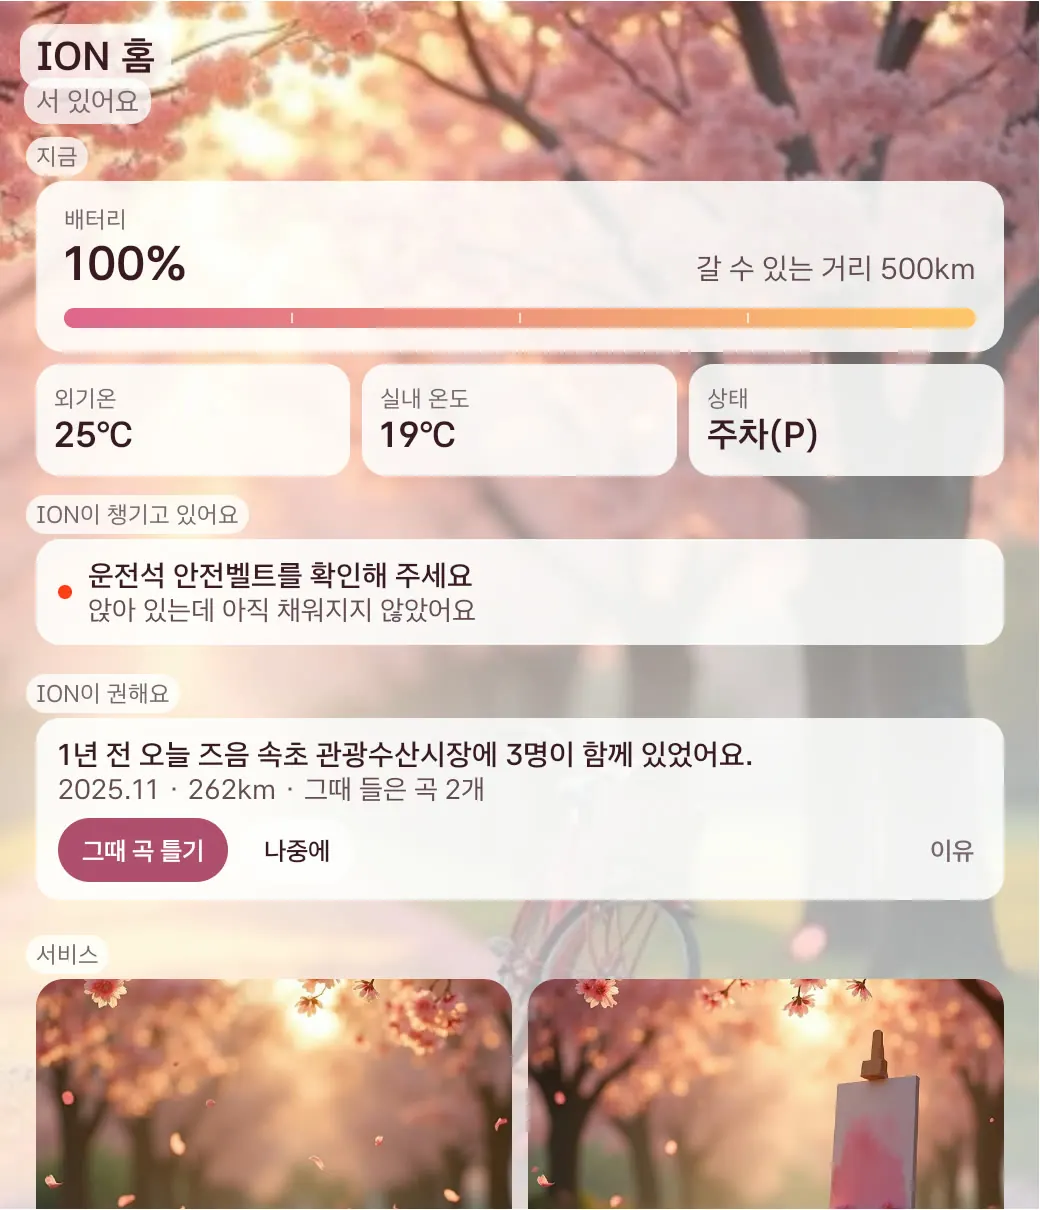 ION 홈
서 있어요
지금
배터리
100%
갈 수 있는 거리 500km
외기온
25°C
실내 온도
19°C
상태
주차(P)
ION이 챙기고 있어요
운전석 안전벨트를 확인해 주세요
앉아 있는데 아직 채워지지 않았어요
ION이 권해요
1년 전 오늘 즈음 속초 관광수산시장에 3명이 함께 있었어요.
2025.11 · 262km · 그때 들은 곡 2개
그때 곡 틀기
나중에
이유
서비스